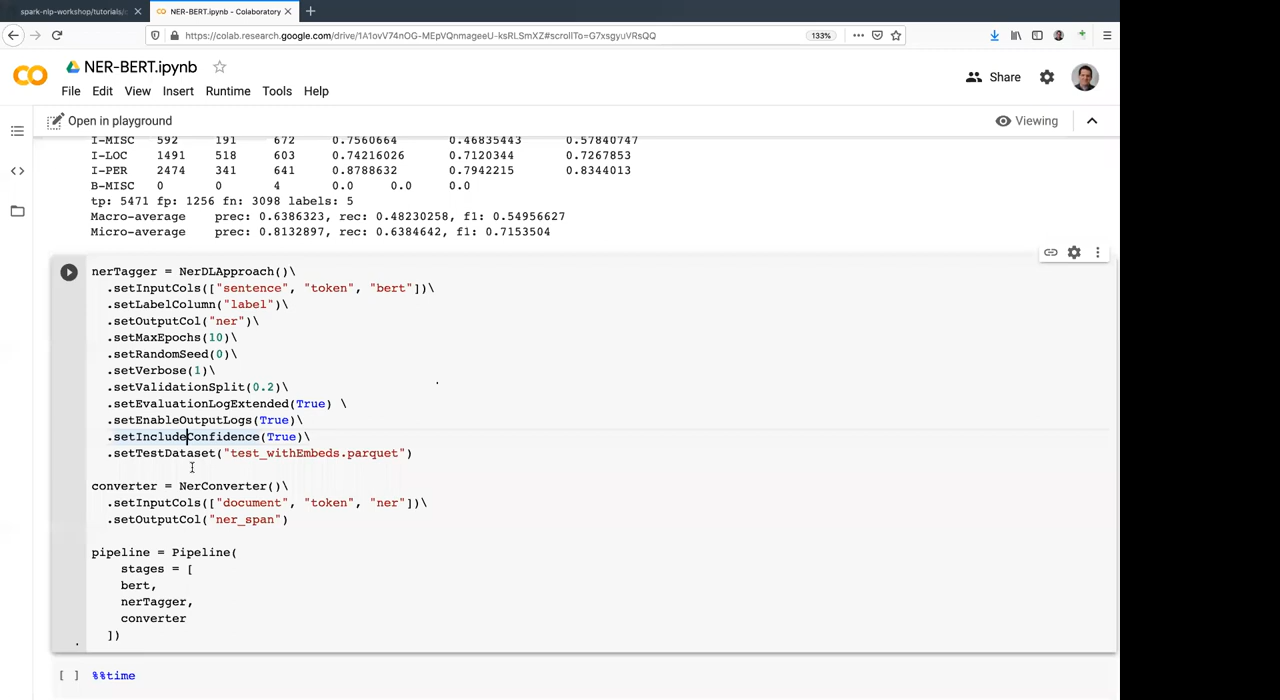 spark-nlp-workshop/tutorials/
NER-BERT.ipynb - Colaboratory
https://colab.research.google.com/drive/1A1ovV74nOG-MEpVQnmageeU-ksRLSmXZ#scrollTo=G7xsgyuVRsQQ
133%
NER-BERT.ipynb
Share
File Edit View Insert Runtime Tools Help
Open in playground
Viewing
I-MISC 592 191 672 0.7560664 0.46835443 0.57840747
I-LOC 1491 518 603 0.74216026 0.7120344 0.7267853
I-PER 2474 341 641 0.8788632 0.7942215 0.8344013
B-MISC 0 0 4 0.0 0.0 0.0
tp: 5471 fp: 1256 fn: 3098 labels: 5
Macro-average prec: 0.6386323, rec: 0.48230258, f1: 0.54956627
Micro-average prec: 0.8132897, rec: 0.6384642, f1: 0.7153504
nerTagger = NerDLApproach()\
.setInputCols(["sentence", "token", "bert"])\
.setLabelColumn("label")\
.setOutputCol("ner")\
.setMaxEpochs(10)\
.setRandomSeed(0)\
.setVerbose(1)\
.setValidationSplit(0.2)\
.setEvaluationLogExtended(True) \
.setEnableOutputLogs(True)\
.setIncludeConfidence(True)\
.setTestDataset("test_withEmbeds.parquet")
converter = NerConverter()\
.setInputCols(["document", "token", "ner"])\
.setOutputCol("ner_span")
pipeline = Pipeline(
stages = [
bert,
nerTagger,
converter
])
[ ] %%time